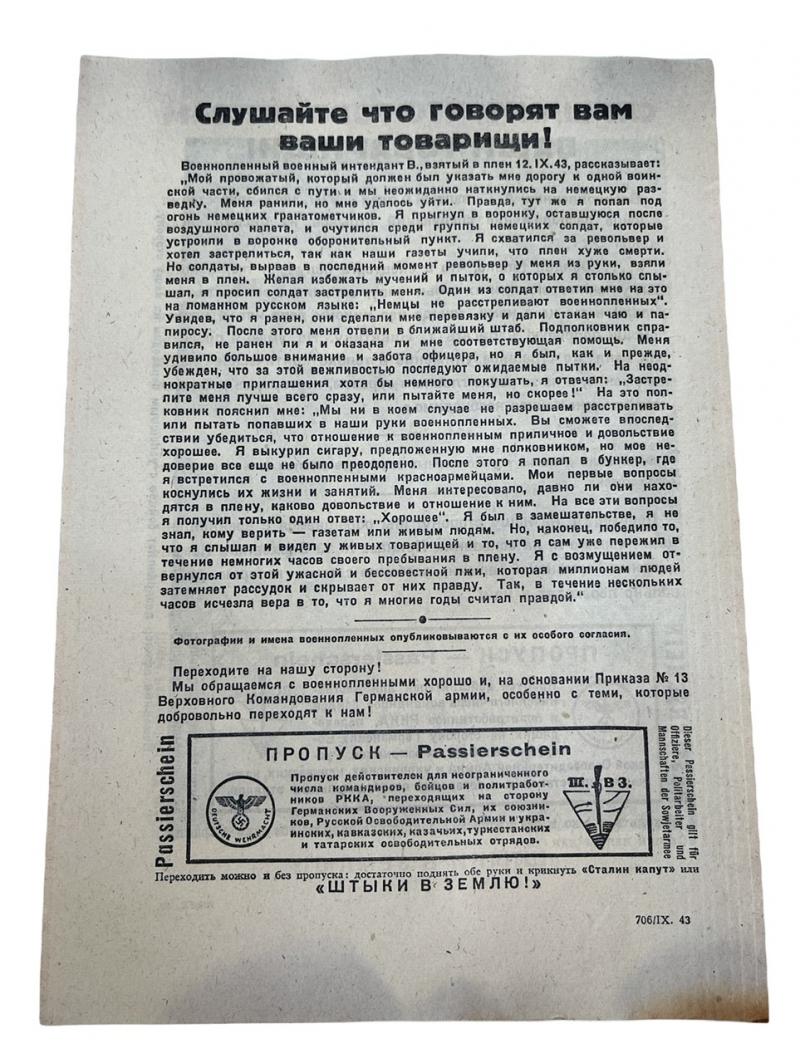 Слушайте что говорят вам
ваши товарищи!
Военнопленный военный интендант В., взятый в плен 12. IX. 43, рассказывает:
„Мой провожатый, который должен был указать мне дорогу к одной воин-
ской части, сбился с пути и мы неожиданно наткнулись на немецкую раз-
ведку. Меня ранили, но мне удалось уйти. Правда, тут же я попал под
огонь немецких гранатометчиков. Я прыгнул в воронку, оставшуюся после
воздушного налета, и очутился среди группы немецких солдат, которые
устроили в воронке оборонительный пункт. Я схватился за револьвер и
хотел застрелиться, так как наши газеты учили, что плен хуже смерти.
Но солдаты, вырвав в последний момент револьвер у меня из руки, взяли
меня в плен. Желая избежать мучений и пыток, о которых я столько слы-
шал, я просил солдат застрелить меня. Один из солдат ответил мне на это
на ломанном русском языке: „Немцы не расстреливают военнопленных“.
Увидев, что я ранен, они сделали мне перевязку и дали стакан чаю и па-
пиросу. После этого меня отвели в ближайший штаб. Подполковник спра-
вился, не ранен ли я и оказана ли мне соответствующая помощь. Меня
удивило большое внимание и забота офицера, но я был, как и прежде,
убежден, что за этой вежливостью последуют ожидаемые пытки. На неод-
нократные приглашения хотя бы немного покушать, я отвечал: „Застре-
лите меня лучше всего сразу, или пытайте меня, но скорее!“ На это пол-
ковник пояснил мне: „Мы ни в коем случае не разрешаем расстреливать
или пытать попавших в наши руки военнопленных. Вы сможете впослед-
ствии убедиться, что отношение к военнопленным приличное и довольствие
хорошее. Я выкурил сигару, предложенную мне полковником, но мое не-
доверие все еще не было преодолено. После этого я попал в бункер, где
я встретился с военнопленными красноармейцами. Мои первые вопросы
коснулись их жизни и занятий. Меня интересовало, давно ли они нахо-
дятся в плену, каково довольствие и отношение к ним. На все эти вопросы
я получил только один ответ: „Хорошее“. Я был в замешательстве, я не
знал, кому верить — газетам или живым людям. Но, наконец, победило то,
что я слышал и видел у живых товарищей и то, что я сам уже пережил в
течение немногих часов своего пребывания в плену. Я с возмущением от-
вернулся от этой ужасной и бессовестной лжи, которая миллионам людей
затемняет рассудок и скрывает от них правду. Так, в течение нескольких
часов исчезла вера в то, что я многие годы считал правдой.“
Фотографии и имена военнопленных опубликовываются с их особого согласия.
Переходите на нашу сторону!
Мы обращаемся с военнопленными хорошо и, на основании Приказа № 13
Верховного Командования Германской армии, особенно с теми, которые
добровольно переходят к нам!
Passierschein
ПРОПУСК — Passierschein
Пропуск действителен для неограниченного
числа командиров, бойцов и политработ-
ников РККА, переходящих на сторону
Германских Вооруженных Сил, их союзни-
ков, Русской Освободительной Армии и укра-
инских, кавказских, казачьих, туркестанских
и татарских освободительных отрядов.
DEUTSCHE WEHRMACHT
Ш. В З.
Dieser Passierschein gilt für
Offiziere, Politarbeiter und
Mannschaften der Sowjetarmee
Переходить можно и без пропуска: достаточно поднять обе руки и крикнуть «Сталин капут» или
«ШТЫКИ В ЗЕМЛЮ!»
706/IX. 43